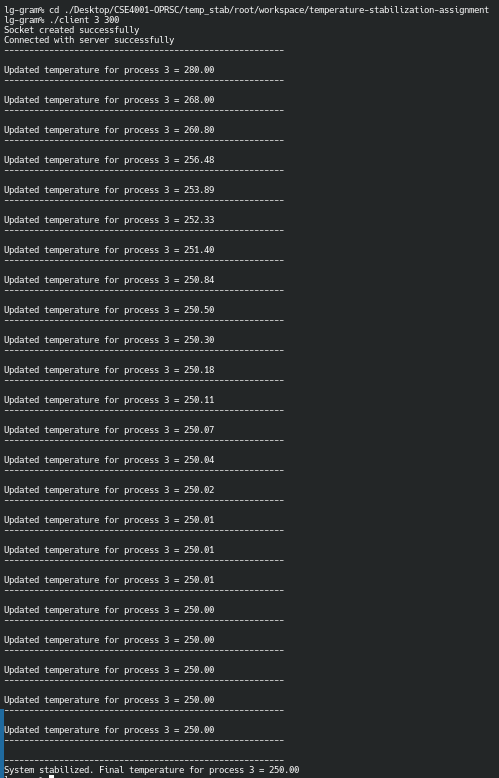 lg-gram% cd ./Desktop/CSE4001-OPRSC/temp_stab/root/workspace/temperature-stabilization-assignment
lg-gram% ./client 3 300
Socket created successfully
Connected with server successfully
--------------------------------------------------------
Updated temperature for process 3 = 280.00
--------------------------------------------------------
Updated temperature for process 3 = 268.00
--------------------------------------------------------
Updated temperature for process 3 = 260.80
--------------------------------------------------------
Updated temperature for process 3 = 256.48
--------------------------------------------------------
Updated temperature for process 3 = 253.89
--------------------------------------------------------
Updated temperature for process 3 = 252.33
--------------------------------------------------------
Updated temperature for process 3 = 251.40
--------------------------------------------------------
Updated temperature for process 3 = 250.84
--------------------------------------------------------
Updated temperature for process 3 = 250.50
--------------------------------------------------------
Updated temperature for process 3 = 250.30
--------------------------------------------------------
Updated temperature for process 3 = 250.18
--------------------------------------------------------
Updated temperature for process 3 = 250.11
--------------------------------------------------------
Updated temperature for process 3 = 250.07
--------------------------------------------------------
Updated temperature for process 3 = 250.04
--------------------------------------------------------
Updated temperature for process 3 = 250.02
--------------------------------------------------------
Updated temperature for process 3 = 250.01
--------------------------------------------------------
Updated temperature for process 3 = 250.01
--------------------------------------------------------
Updated temperature for process 3 = 250.01
--------------------------------------------------------
Updated temperature for process 3 = 250.00
--------------------------------------------------------
Updated temperature for process 3 = 250.00
--------------------------------------------------------
Updated temperature for process 3 = 250.00
--------------------------------------------------------
Updated temperature for process 3 = 250.00
--------------------------------------------------------
Updated temperature for process 3 = 250.00
--------------------------------------------------------
--------------------------------------------------------
System stabilized. Final temperature for process 3 = 250.00